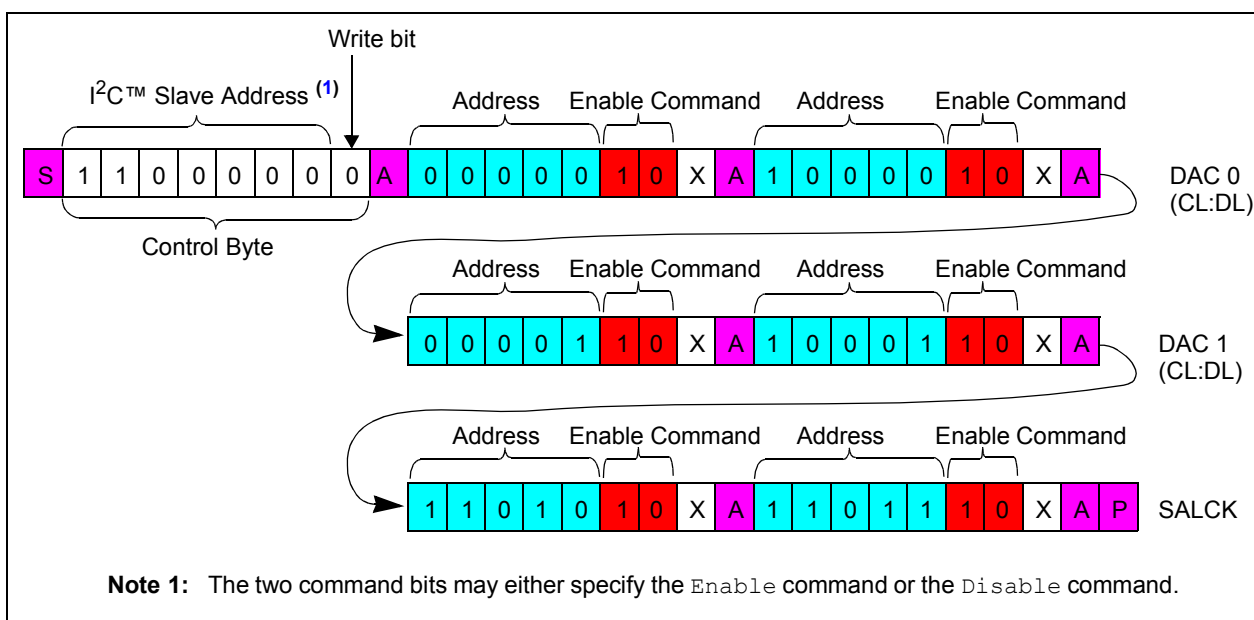 Write bit
I²C™ Slave Address (1)
Address Enable Command Address Enable Command
S 1 1 0 0 0 0 0 0 A 0 0 0 0 0 1 0 X A 1 0 0 0 0 1 0 X A DAC 0
(CL:DL)
Control Byte
Address Enable Command Address Enable Command
0 0 0 0 1 1 0 X A 1 0 0 0 1 1 0 X A DAC 1
(CL:DL)
Address Enable Command Address Enable Command
1 1 0 1 0 1 0 X A 1 1 0 1 1 1 0 X A P SALCK
Note 1: The two command bits may either specify the Enable command or the Disable command.